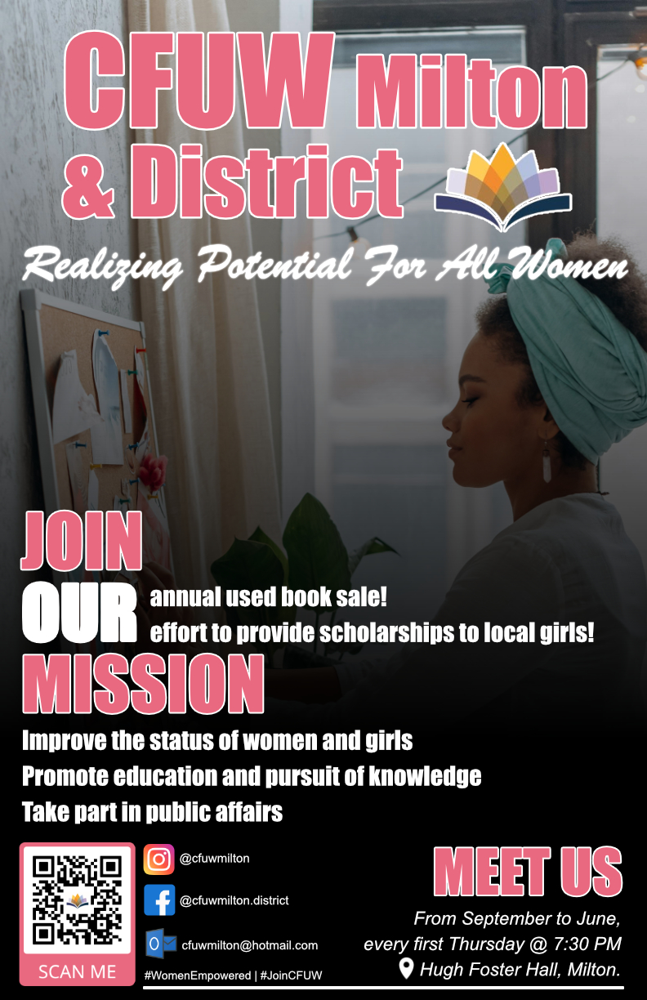 CFUW Milton
& District
Realizing Potential For All Women
JOIN
OUR
annual used book sale!
effort to provide scholarships to local girls!
MISSION
Improve the status of women and girls
Promote education and pursuit of knowledge
Take part in public affairs
SCAN ME
@cfuwmilton
@cfuwmilton.district
cfuwmilton@hotmail.com
#WomenEmpowered | #JoinCFUW
MEET US
From September to June,
every first Thursday @ 7:30 PM
Hugh Foster Hall, Milton.